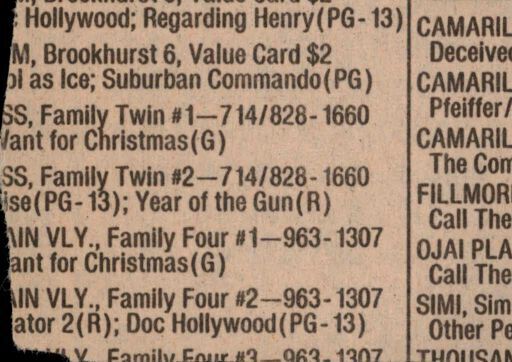 Hollywood; Regarding Henry(PG-13)
M, Brookhurst 6, Value Card $2
ol as Ice; Suburban Commando(PG)
SS, Family Twin #1—714/828-1660
Vant for Christmas(G)
SS, Family Twin #2—714/828-1660
ise(PG-13); Year of the Gun(R)
AIN VLY., Family Four #1—963-1307
ant for Christmas(G)
AIN VLY., Family Four #2—963-1307
ator 2(R); Doc Hollywood(PG-13)
VLY., Family Four #3—963-1307
CAMARIL
Deceived
CAMARIL
Pfeiffer/
CAMARIL
The Com
FILLMOR
Call The
OJAI PLA
Call The
SIMI, Sim
Other Pe
THOUSAN